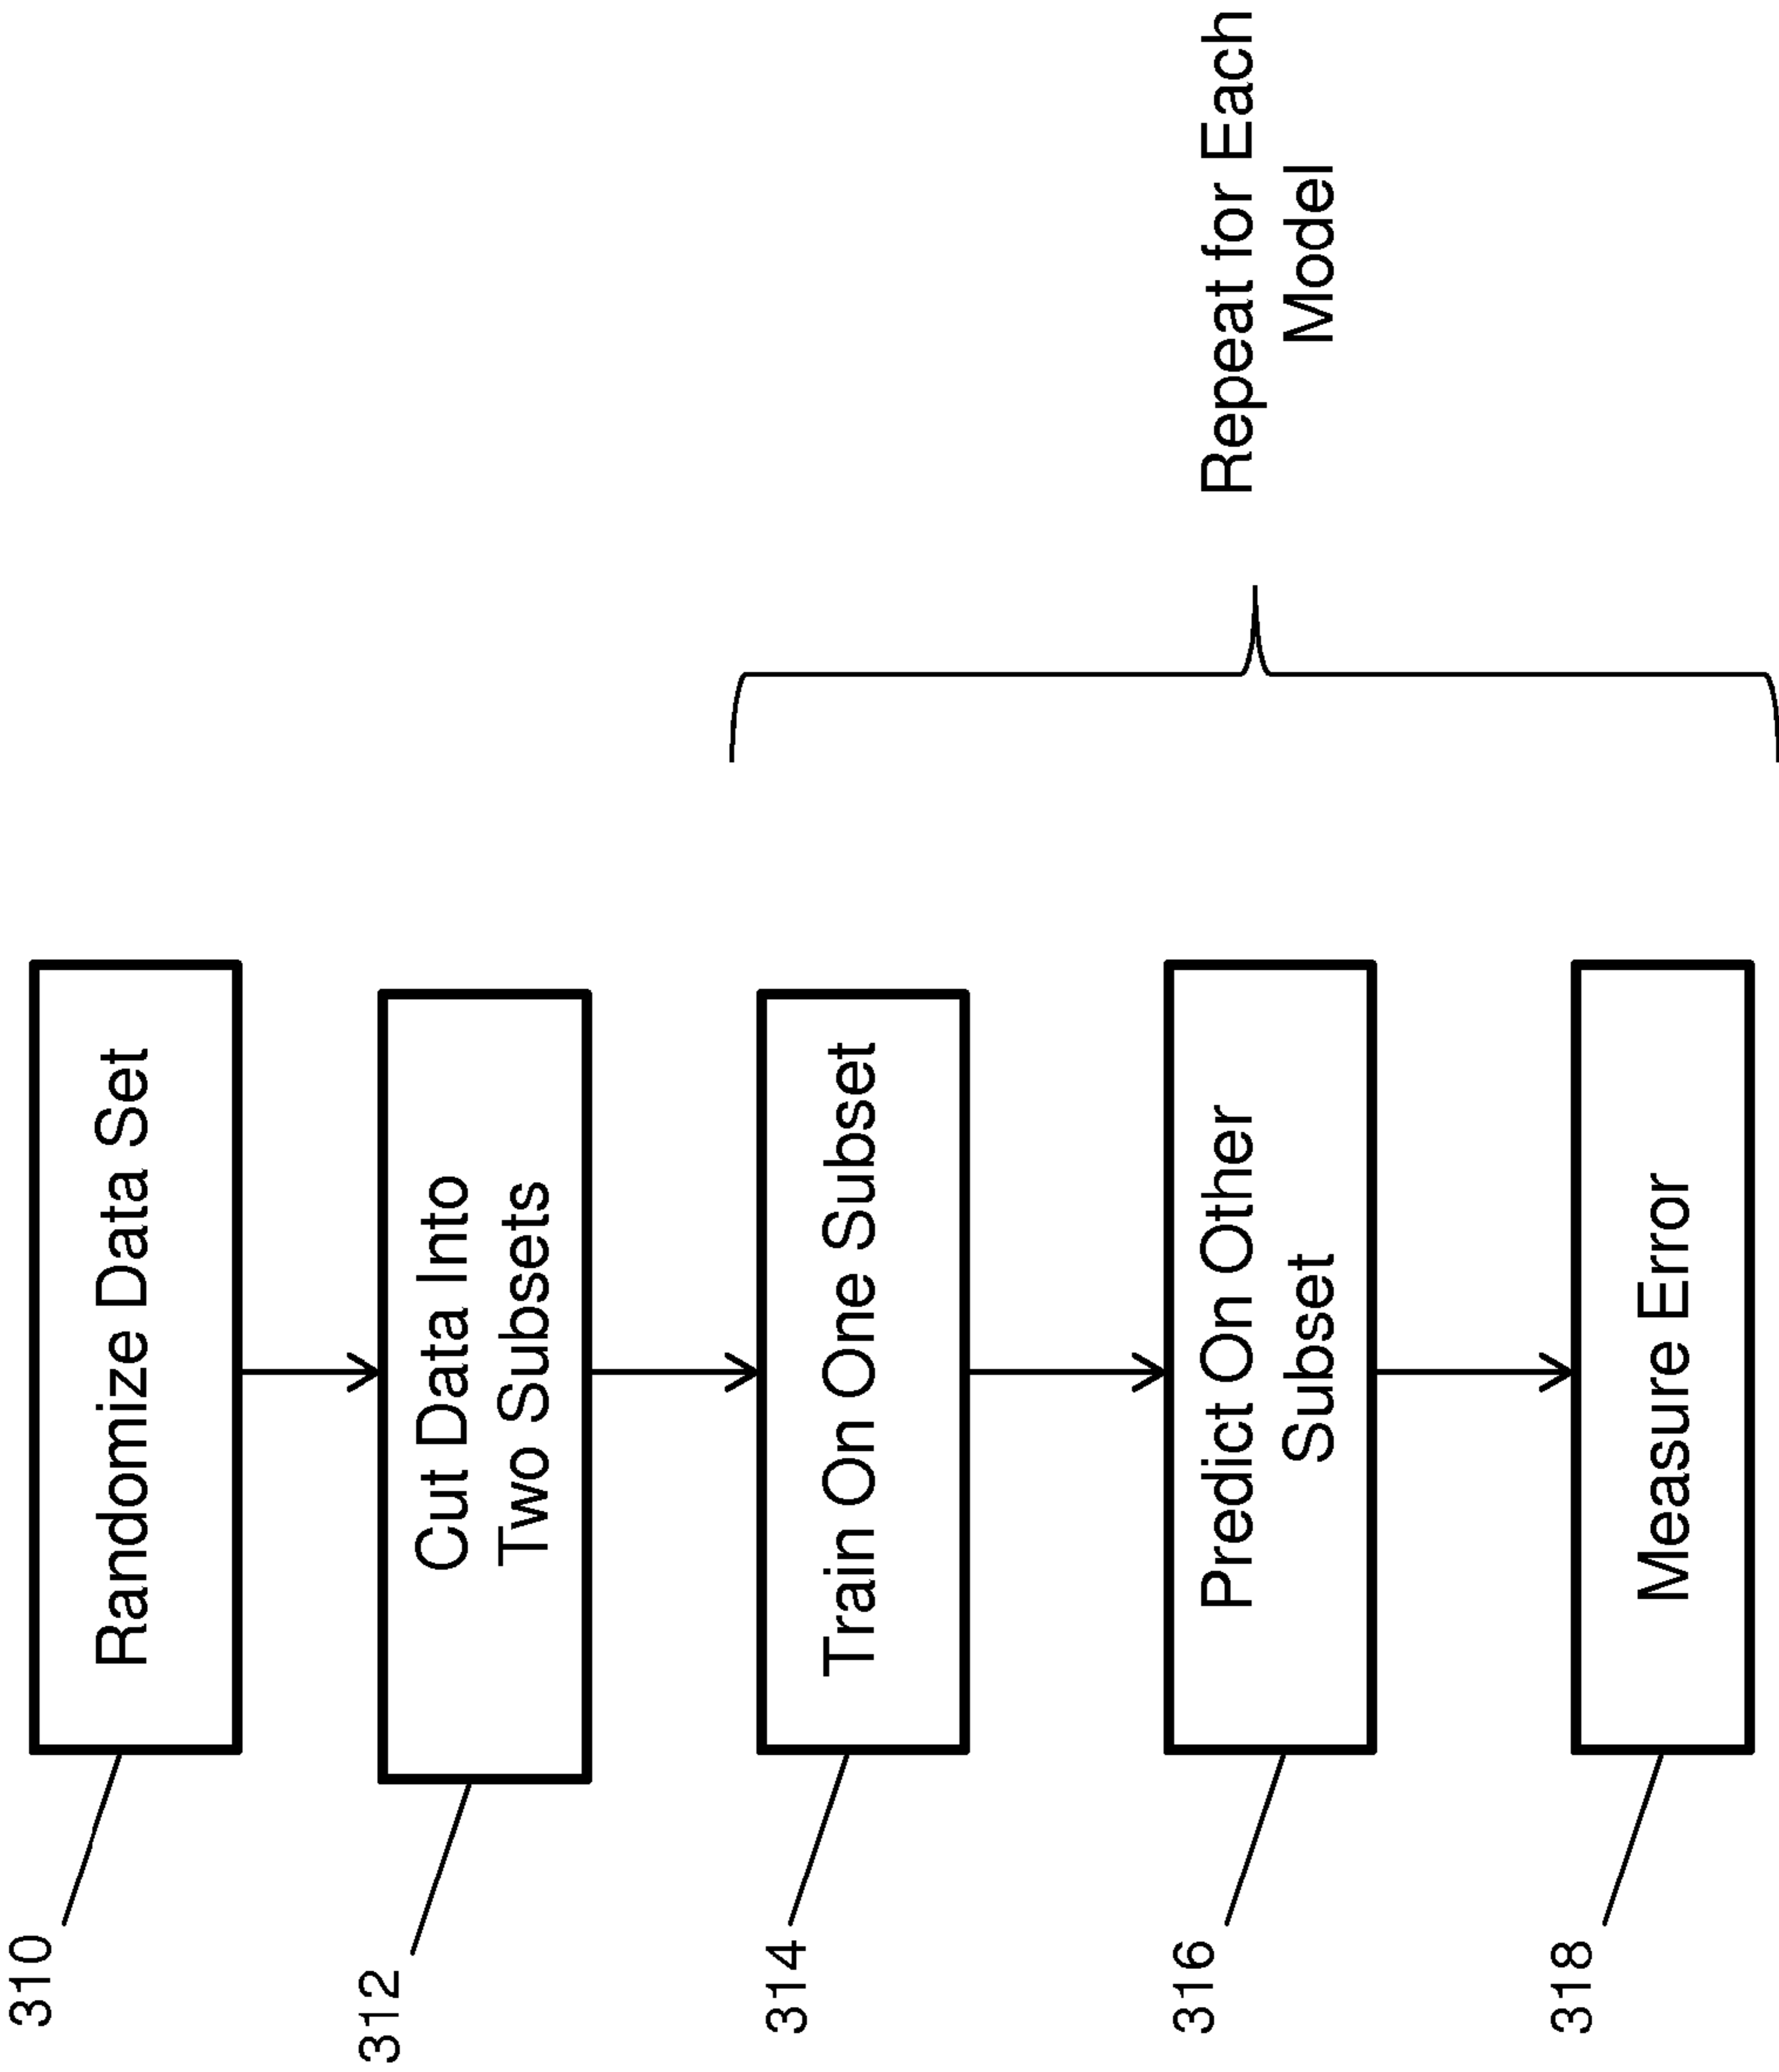 310
Randomize Data Set
312
Cut Data Into
Two Subsets
314
Train On One Subset
316
Predict On Other
Subset
318
Measure Error
Repeat for Each
Model